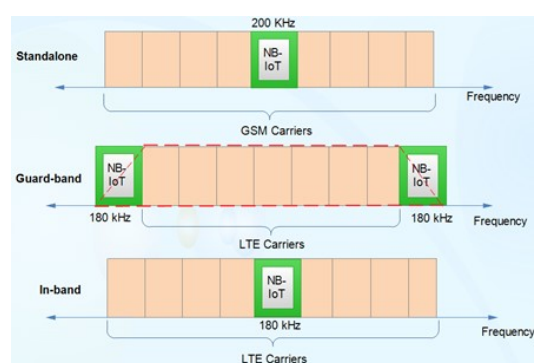 200 KHz
Standalone
NB-
IoT
Frequency
GSM Carriers
Guard-band
NB-
IoT
NB-
IoT
180 kHz
180 kHz
Frequency
LTE Carriers
In-band
NB-
IoT
180 kHz
Frequency
LTE Carriers